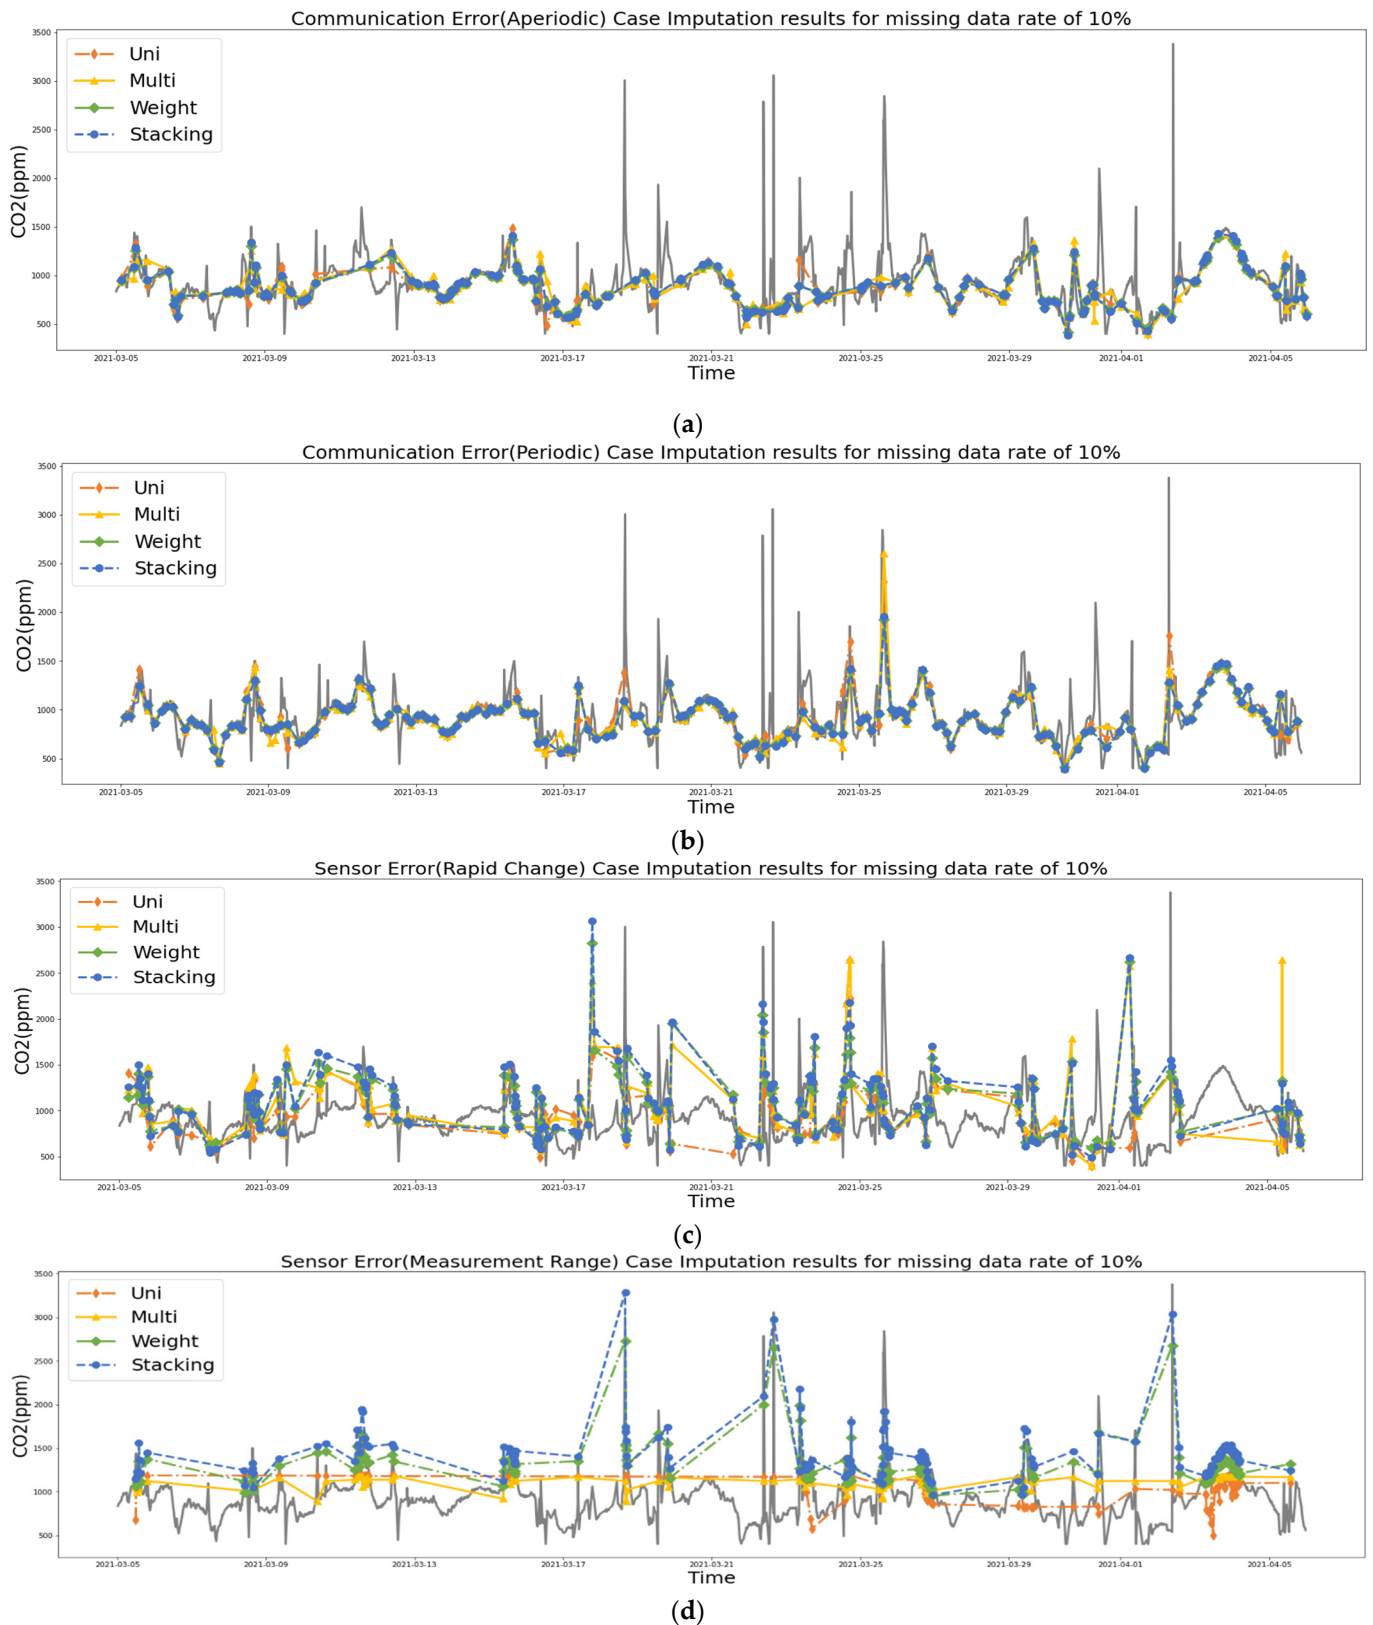 Communication Error(Aperiodic) Case Imputation results for missing data rate of 10%
3500
3000
2500
2000
1500
1000
500
CO2(ppm)
Uni
Multi
Weight
Stacking
2021-03-05 2021-03-09 2021-03-13 2021-03-17 2021-03-21 2021-03-25 2021-03-29 2021-04-01 2021-04-05
Time
(a)
Communication Error(Periodic) Case Imputation results for missing data rate of 10%
3500
3000
2500
2000
1500
1000
500
CO2(ppm)
Uni
Multi
Weight
Stacking
2021-03-05 2021-03-09 2021-03-13 2021-03-17 2021-03-21 2021-03-25 2021-03-29 2021-04-01 2021-04-05
Time
(b)
Sensor Error(Rapid Change) Case Imputation results for missing data rate of 10%
3500
3000
2500
2000
1500
1000
500
CO2(ppm)
Uni
Multi
Weight
Stacking
2021-03-05 2021-03-09 2021-03-13 2021-03-17 2021-03-21 2021-03-25 2021-03-29 2021-04-01 2021-04-05
Time
(c)
Sensor Error(Measurement Range) Case Imputation results for missing data rate of 10%
3500
3000
2500
2000
1500
1000
500
CO2(ppm)
Uni
Multi
Weight
Stacking
2021-03-05 2021-03-09 2021-03-13 2021-03-17 2021-03-21 2021-03-25 2021-03-29 2021-04-01 2021-04-05
Time
(d)